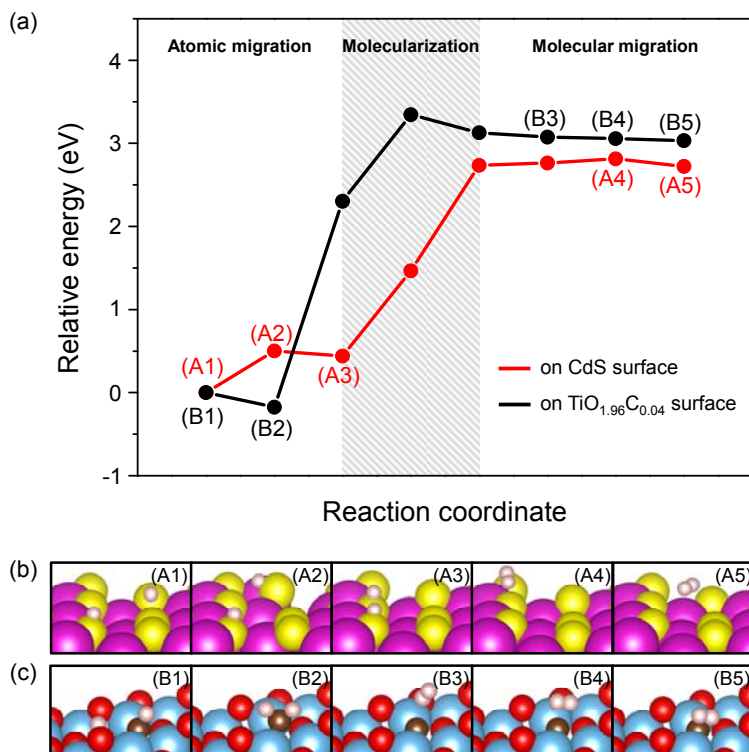 (a)
Atomic migration Molecularization Molecular migration
4
3
2
1
0
-1
Relative energy (eV)
(B3) (B4) (B5)
(A4) (A5)
(A2)
(A1) (A3)
(B1)
(B2)
on CdS surface
on TiO1.96C0.04 surface
Reaction coordinate
(b) (A1) (A2) (A3) (A4) (A5)
(c) (B1) (B2) (B3) (B4) (B5)